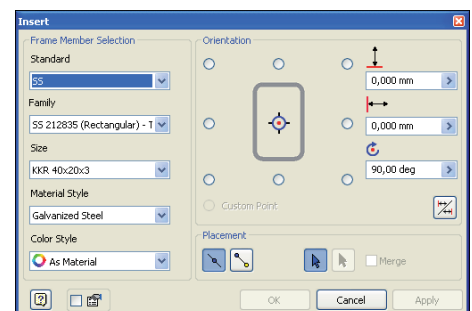 Insert
Frame Member Selection
Standard
SS
Family
SS 212835 (Rectangular) - T
Size
KKR 40x20x3
Material Style
Galvanized Steel
Color Style
As Material
Orientation
0,000 mm
0,000 mm
90,00 deg
Custom Point
Placement
Merge
OK
Cancel
Apply